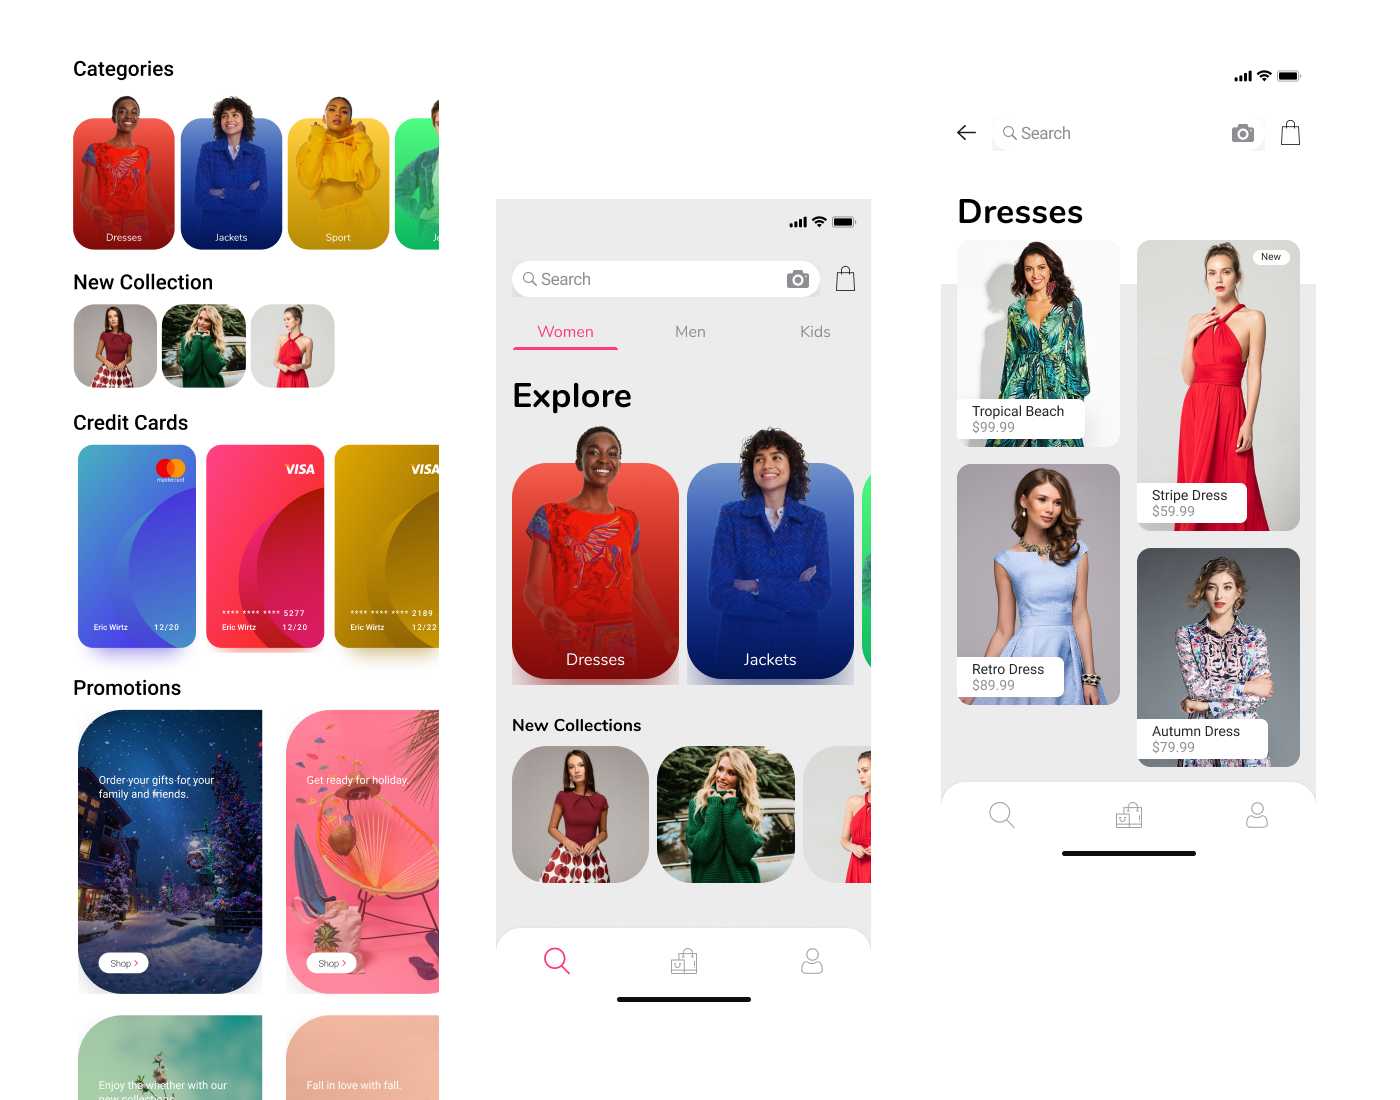 Categories
Dresses
Jackets
Sport
Je
New Collection
Credit Cards
mastercard
Eric Wirtz 12/20
VISA
**** **** **** 5277
Eric Wirtz 12/20
VISA
**** **** **** 2189
Eric Wirtz 12/22
Promotions
Order your gifts for your
family and friends.
Shop >
Get ready for holiday.
Shop >
Enjoy the whether with our
new collections
Fall in love with fall.
Search
Women
Men
Kids
Explore
Dresses
Jackets
New Collections
Search
Dresses
Tropical Beach
$99.99
New
Stripe Dress
$59.99
Retro Dress
$89.99
Autumn Dress
$79.99